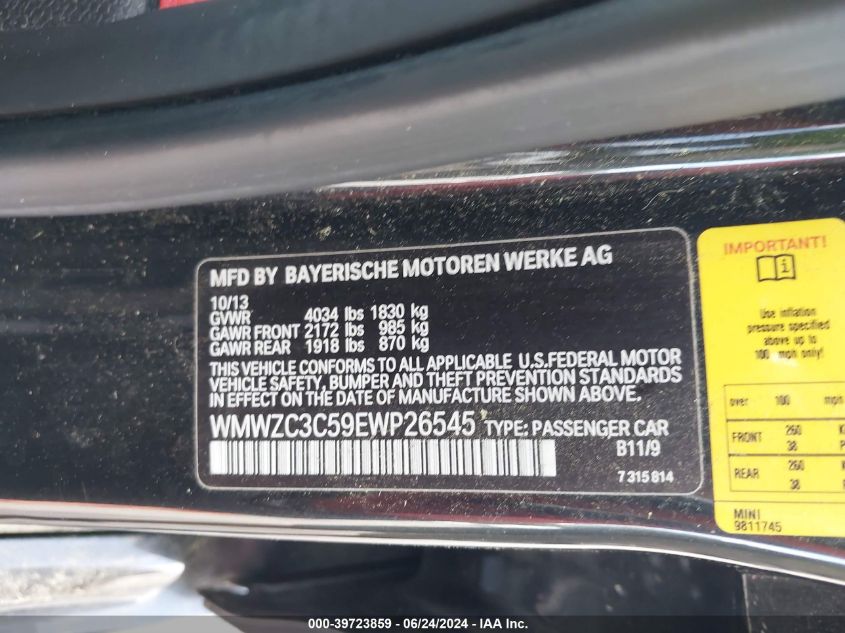 MFD BY BAYERISCHE MOTOREN WERKE AG
10/13
GVWR 4034 lbs 1830 kg
GAWR FRONT 2172 lbs 985 kg
GAWR REAR 1918 lbs 870 kg
THIS VEHICLE CONFORMS TO ALL APPLICABLE U.S.FEDERAL MOTOR
VEHICLE SAFETY, BUMPER AND THEFT PREVENTION STANDARDS
IN EFFECT ON THE DATE OF MANUFACTURE SHOWN ABOVE.
WMWZC3C59EWP26545 TYPE: PASSENGER CAR
B11/9
7 315 814
IMPORTANT!
Use inflation
pressure specified
above up to
100 mph only!
over 100 mph
FRONT 260
38
REAR 260
38
MINI
9811745
000-39723859 - 06/24/2024 - IAA Inc.